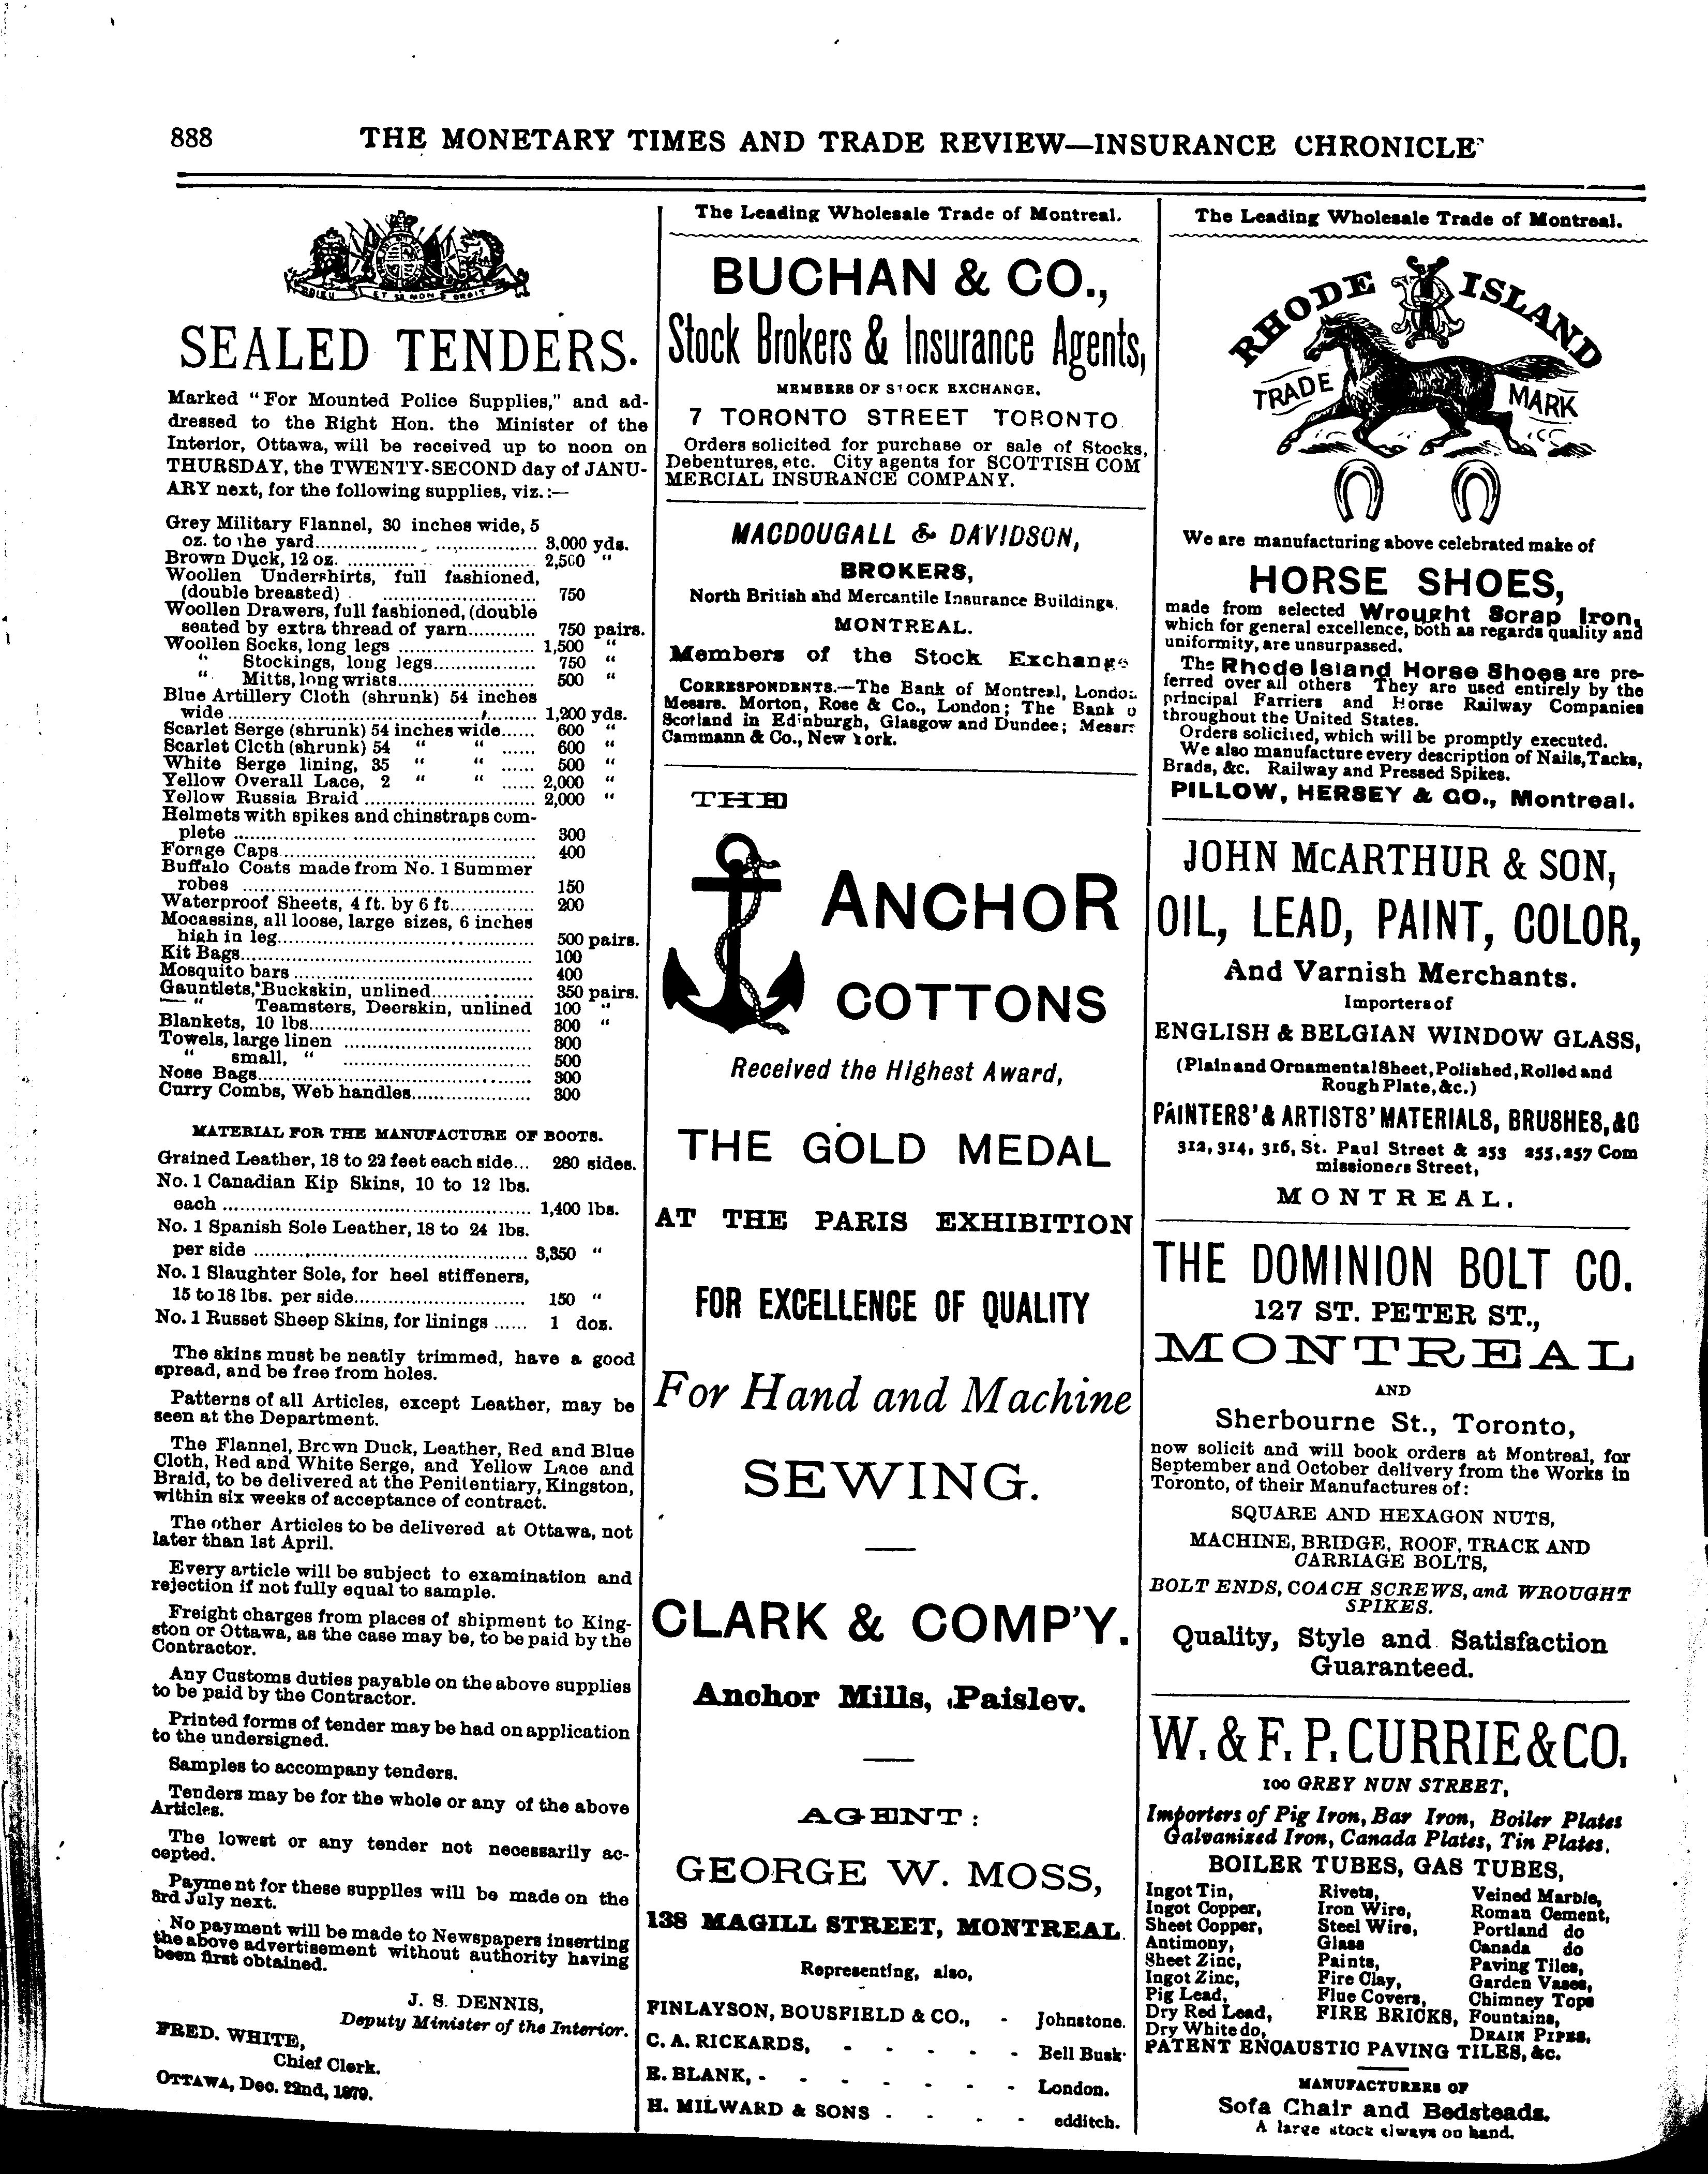 888
THE MONETARY TIMES AND TRADE REVIEW—INSURANCE CHRONICLE
DIEU ET MON DROIT
SEALED TENDERS.
Marked "For Mounted Police Supplies," and ad-
dressed to the Right Hon. the Minister of the
Interior, Ottawa, will be received up to noon on
THURSDAY, the TWENTY-SECOND day of JANU-
ARY next, for the following supplies, viz.:—
Grey Military Flannel, 30 inches wide, 5
oz. to the yard........ 3,000 yds.
Brown Duck, 12 oz. ........ 2,500 "
Woollen Undershirts, full fashioned,
(double breasted) ........ 750
Woollen Drawers, full fashioned, (double
seated by extra thread of yarn........ 750 pairs.
Woollen Socks, long legs ........ 1,500 "
" Stockings, long legs........ 750 "
" Mitts, long wrists........ 500 "
Blue Artillery Cloth (shrunk) 54 inches
wide........ 1,200 yds.
Scarlet Serge (shrunk) 54 inches wide...... 600 "
Scarlet Cloth (shrunk) 54 " " ...... 600 "
White Serge lining, 35 " " ...... 500 "
Yellow Overall Lace, 2 " " ...... 2,000 "
Yellow Russia Braid ........ 2,000 "
Helmets with spikes and chinstraps com-
plete ........ 300
Forage Caps........ 400
Buffalo Coats made from No. 1 Summer
robes ........ 150
Waterproof Sheets, 4 ft. by 6 ft........ 200
Mocassins, all loose, large sizes, 6 inches
high in leg........ 500 pairs.
Kit Bags........ 100
Mosquito bars ........ 400
Gauntlets, Buckskin, unlined........ 350 pairs.
" Teamsters, Deerskin, unlined 100 "
Blankets, 10 lbs........ 800 "
Towels, large linen ........ 800
" small, " ........ 500
Nose Bags........ 300
Curry Combs, Web handles........ 300
MATERIAL FOR THE MANUFACTURE OF BOOTS.
Grained Leather, 18 to 22 feet each side... 280 sides.
No. 1 Canadian Kip Skins, 10 to 12 lbs.
each ........ 1,400 lbs.
No. 1 Spanish Sole Leather, 18 to 24 lbs.
per side ........ 3,350 "
No. 1 Slaughter Sole, for heel stiffeners,
15 to 18 lbs. per side........ 150 "
No. 1 Russet Sheep Skins, for linings ...... 1 doz.
The skins must be neatly trimmed, have a good
spread, and be free from holes.
Patterns of all Articles, except Leather, may be
seen at the Department.
The Flannel, Brown Duck, Leather, Red and Blue
Cloth, Red and White Serge, and Yellow Lace and
Braid, to be delivered at the Penitentiary, Kingston,
within six weeks of acceptance of contract.
The other Articles to be delivered at Ottawa, not
later than 1st April.
Every article will be subject to examination and
rejection if not fully equal to sample.
Freight charges from places of shipment to King-
ston or Ottawa, as the case may be, to be paid by the
Contractor.
Any Customs duties payable on the above supplies
to be paid by the Contractor.
Printed forms of tender may be had on application
to the undersigned.
Samples to accompany tenders.
Tenders may be for the whole or any of the above
Articles.
The lowest or any tender not necessarily ac-
cepted.
Payment for these supplies will be made on the
3rd July next.
No payment will be made to Newspapers inserting
the above advertisement without authority having
been first obtained.
J. S. DENNIS,
Deputy Minister of the Interior.
FRED. WHITE,
Chief Clerk.
OTTAWA, Dec. 22nd, 1879.
The Leading Wholesale Trade of Montreal.
BUCHAN & CO.,
Stock Brokers & Insurance Agents,
MEMBERS OF STOCK EXCHANGE.
7 TORONTO STREET TORONTO.
Orders solicited for purchase or sale of Stocks,
Debentures, etc. City agents for SCOTTISH COM
MERCIAL INSURANCE COMPANY.
MACDOUGALL & DAVIDSON,
BROKERS,
North British and Mercantile Insurance Buildings,
MONTREAL.
Members of the Stock Exchange
CORRESPONDENTS.—The Bank of Montreal, London
Messrs. Morton, Rose & Co., London; The Bank o
Scotland in Edinburgh, Glasgow and Dundee; Messrs
Cammann & Co., New York.
THE
ANCHOR
COTTONS
Received the Highest Award,
THE GOLD MEDAL
AT THE PARIS EXHIBITION
FOR EXCELLENCE OF QUALITY
For Hand and Machine
SEWING.
CLARK & COMP'Y.
Anchor Mills, Paisley.
AGENT:
GEORGE W. MOSS,
138 MAGILL STREET, MONTREAL.
Representing, also,
FINLAYSON, BOUSFIELD & CO., - Johnstone.
C. A. RICKARDS, - - - - - Bell Busk.
E. BLANK, - - - - - - - London.
H. MILWARD & SONS - - - - edditch.
The Leading Wholesale Trade of Montreal.
RHODE ISLAND
TRADE MARK
We are manufacturing above celebrated make of
HORSE SHOES,
made from selected Wrought Scrap Iron,
which for general excellence, both as regards quality and
uniformity, are unsurpassed.
The Rhode Island Horse Shoes are pre-
ferred over all others They are used entirely by the
principal Farriers and Horse Railway Companies
throughout the United States.
Orders solicited, which will be promptly executed.
We also manufacture every description of Nails, Tacks,
Brads, &c. Railway and Pressed Spikes.
PILLOW, HERSEY & CO., Montreal.
JOHN McARTHUR & SON,
OIL, LEAD, PAINT, COLOR,
And Varnish Merchants.
Importers of
ENGLISH & BELGIAN WINDOW GLASS,
(Plain and Ornamental Sheet, Polished, Rolled and
Rough Plate, &c.)
PAINTERS' & ARTISTS' MATERIALS, BRUSHES, &C
312, 314, 316, St. Paul Street & 253 255, 257 Com
missioners Street,
MONTREAL.
THE DOMINION BOLT CO.
127 ST. PETER ST.,
MONTREAL
AND
Sherbourne St., Toronto,
now solicit and will book orders at Montreal, for
September and October delivery from the Works in
Toronto, of their Manufactures of:
SQUARE AND HEXAGON NUTS,
MACHINE, BRIDGE, ROOF, TRACK AND
CARRIAGE BOLTS,
BOLT ENDS, COACH SCREWS, and WROUGHT
SPIKES.
Quality, Style and Satisfaction
Guaranteed.
W. & F. P. CURRIE & CO.
100 GREY NUN STREET,
Importers of Pig Iron, Bar Iron, Boiler Plates
Galvanized Iron, Canada Plates, Tin Plates,
BOILER TUBES, GAS TUBES,
Ingot Tin, Rivets, Veined Marble,
Ingot Copper, Iron Wire, Roman Cement,
Sheet Copper, Steel Wire, Portland do
Antimony, Glass Canada do
Sheet Zinc, Paints, Paving Tiles,
Ingot Zinc, Fire Clay, Garden Vases,
Pig Lead, Flue Covers, Chimney Tops
Dry Red Lead, FIRE BRICKS, Fountains,
Dry White do, DRAIN PIPES,
PATENT ENCAUSTIC PAVING TILES, &c.
MANUFACTURERS OF
Sofa Chair and Bedsteads.
A large stock always on hand.